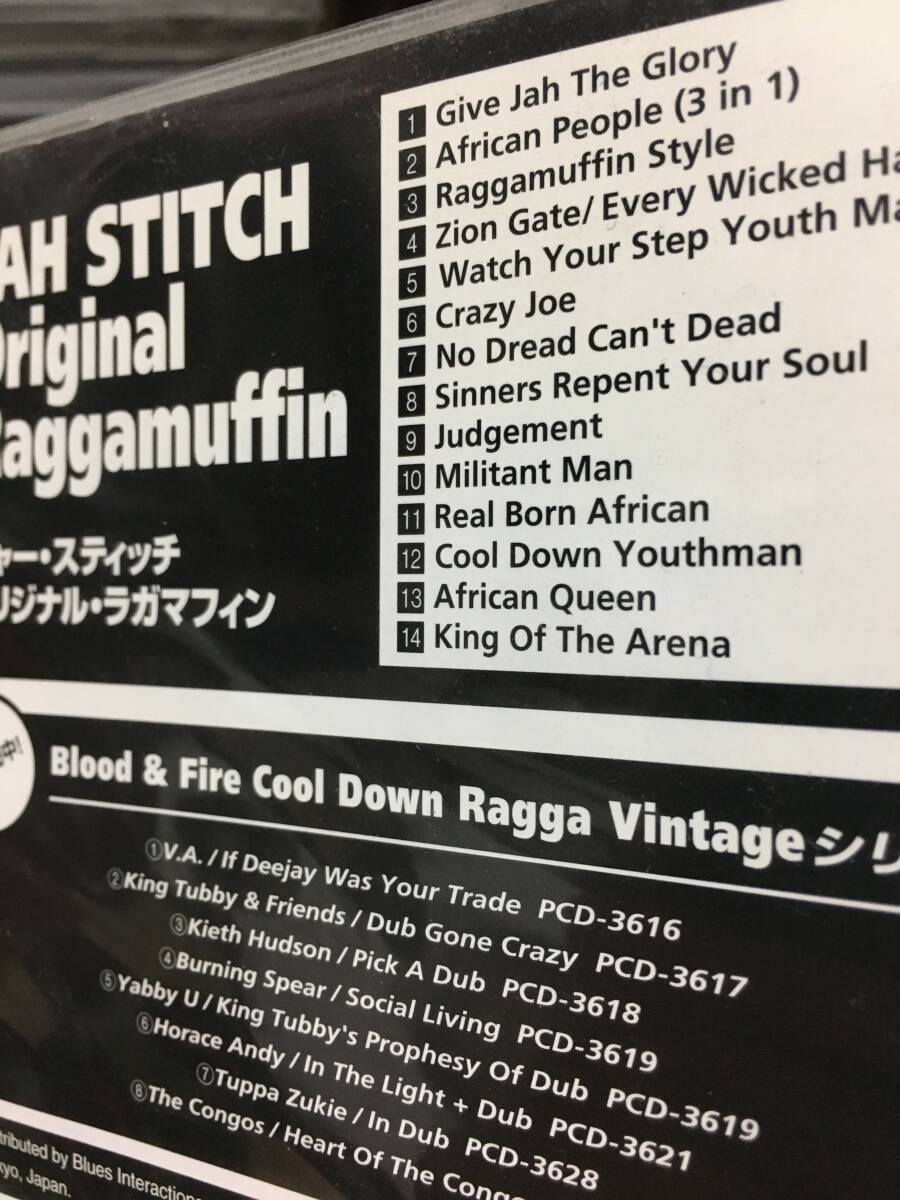 AH STITCH
Original
Raggamuffin
ャー・スティッチ
リジナル・ラガマフィン
1 Give Jah The Glory
2 African People (3 in 1)
3 Raggamuffin Style
4 Zion Gate/Every Wicked Ha
5 Watch Your Step Youth Ma
6 Crazy Joe
7 No Dread Can't Dead
8 Sinners Repent Your Soul
9 Judgement
10 Militant Man
11 Real Born African
12 Cool Down Youthman
13 African Queen
14 King Of The Arena
中!
Blood & Fire Cool Down Ragga Vintageシリ
①V.A. / If Deejay Was Your Trade PCD-3616
②King Tubby & Friends / Dub Gone Crazy PCD-3617
③Kieth Hudson / Pick A Dub PCD-3618
④Burning Spear / Social Living PCD-3619
⑤Yabby U / King Tubby's Prophesy Of Dub PCD-3619
⑥Horace Andy / In The Light + Dub PCD-3621
⑦Tuppa Zukie / In Dub PCD-3628
⑧The Congos / Heart Of The Congo
tributed by Blues Interaction
kyo, Japan.